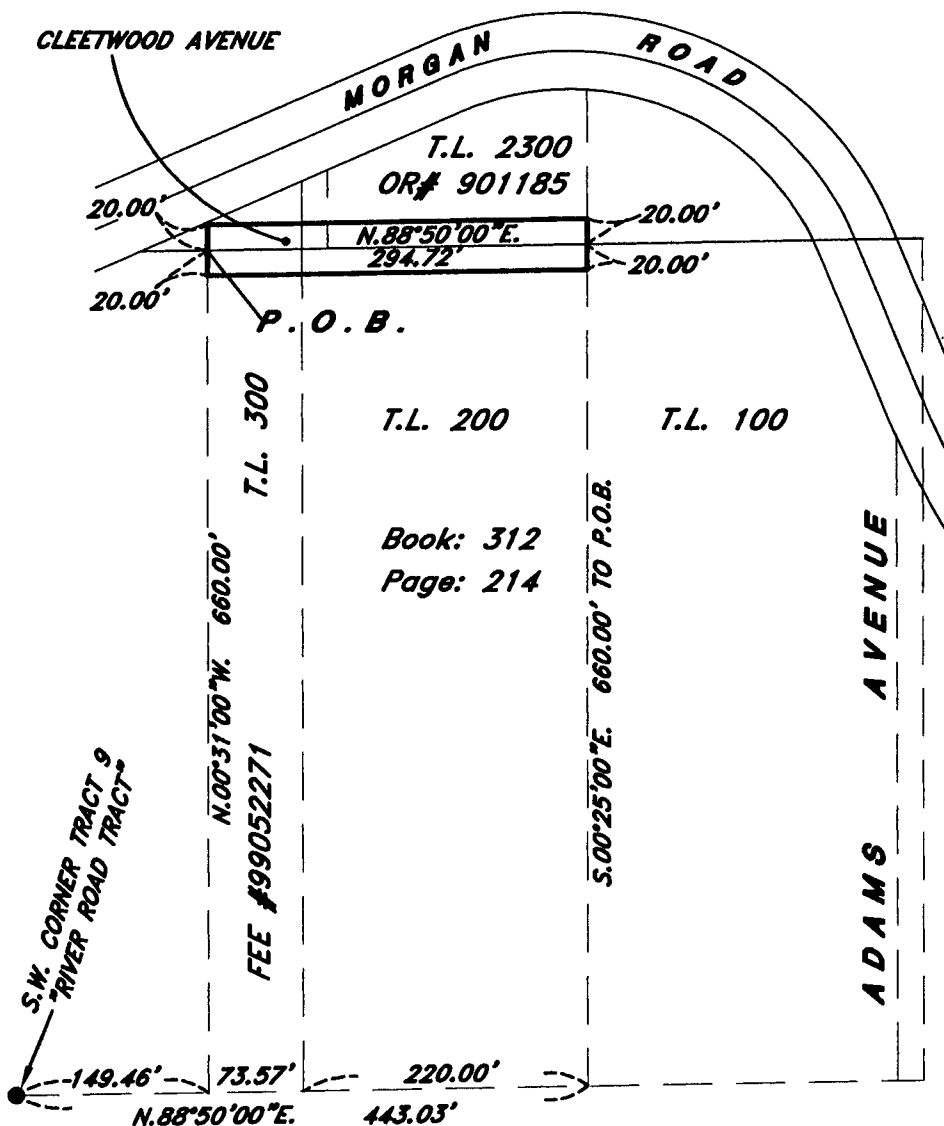 CLEETWOOD AVENUE
MORGAN ROAD
T.L. 2300
OR# 901185
20.00'
20.00'
N.88°50'00"E.
294.72'
20.00'
20.00'
P.O.B.
T.L. 300
T.L. 200
T.L. 100
Book: 312
Page: 214
N.00°31'00"W. 660.00'
FEE #99052271
S.00°25'00"E. 660.00' TO P.O.B.
ADAMS AVENUE
S.W. CORNER TRACT 9
"RIVER ROAD TRACT"
149.46' 73.57' 220.00'
N.88°50'00"E. 443.03'